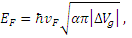 E_F = ℏv_F√(απ|ΔV_g|) ,